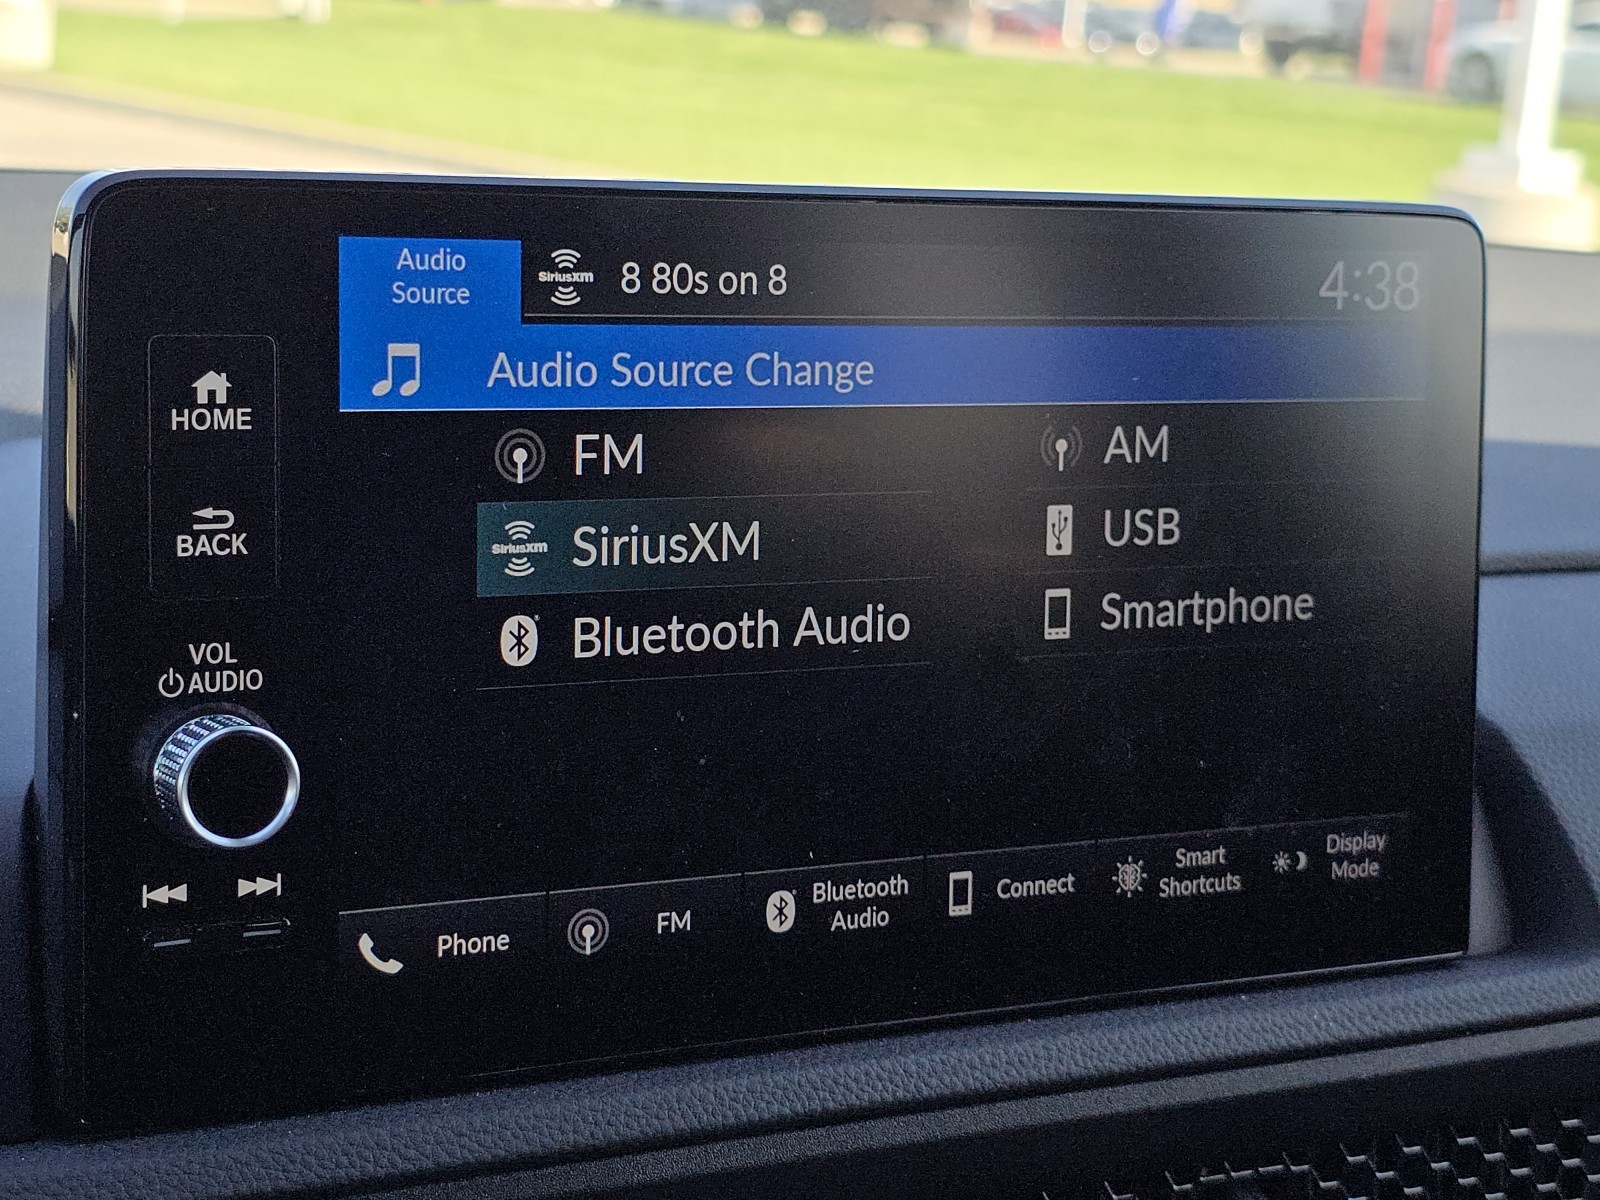 Audio
Source
SiriusXM
8 80s on 8
4:38
Audio Source Change
HOME
BACK
VOL
AUDIO
FM
AM
SiriusXM
SiriusXM
USB
Bluetooth Audio
Smartphone
Phone
FM
Bluetooth
Audio
Connect
Smart
Shortcuts
Display
Mode